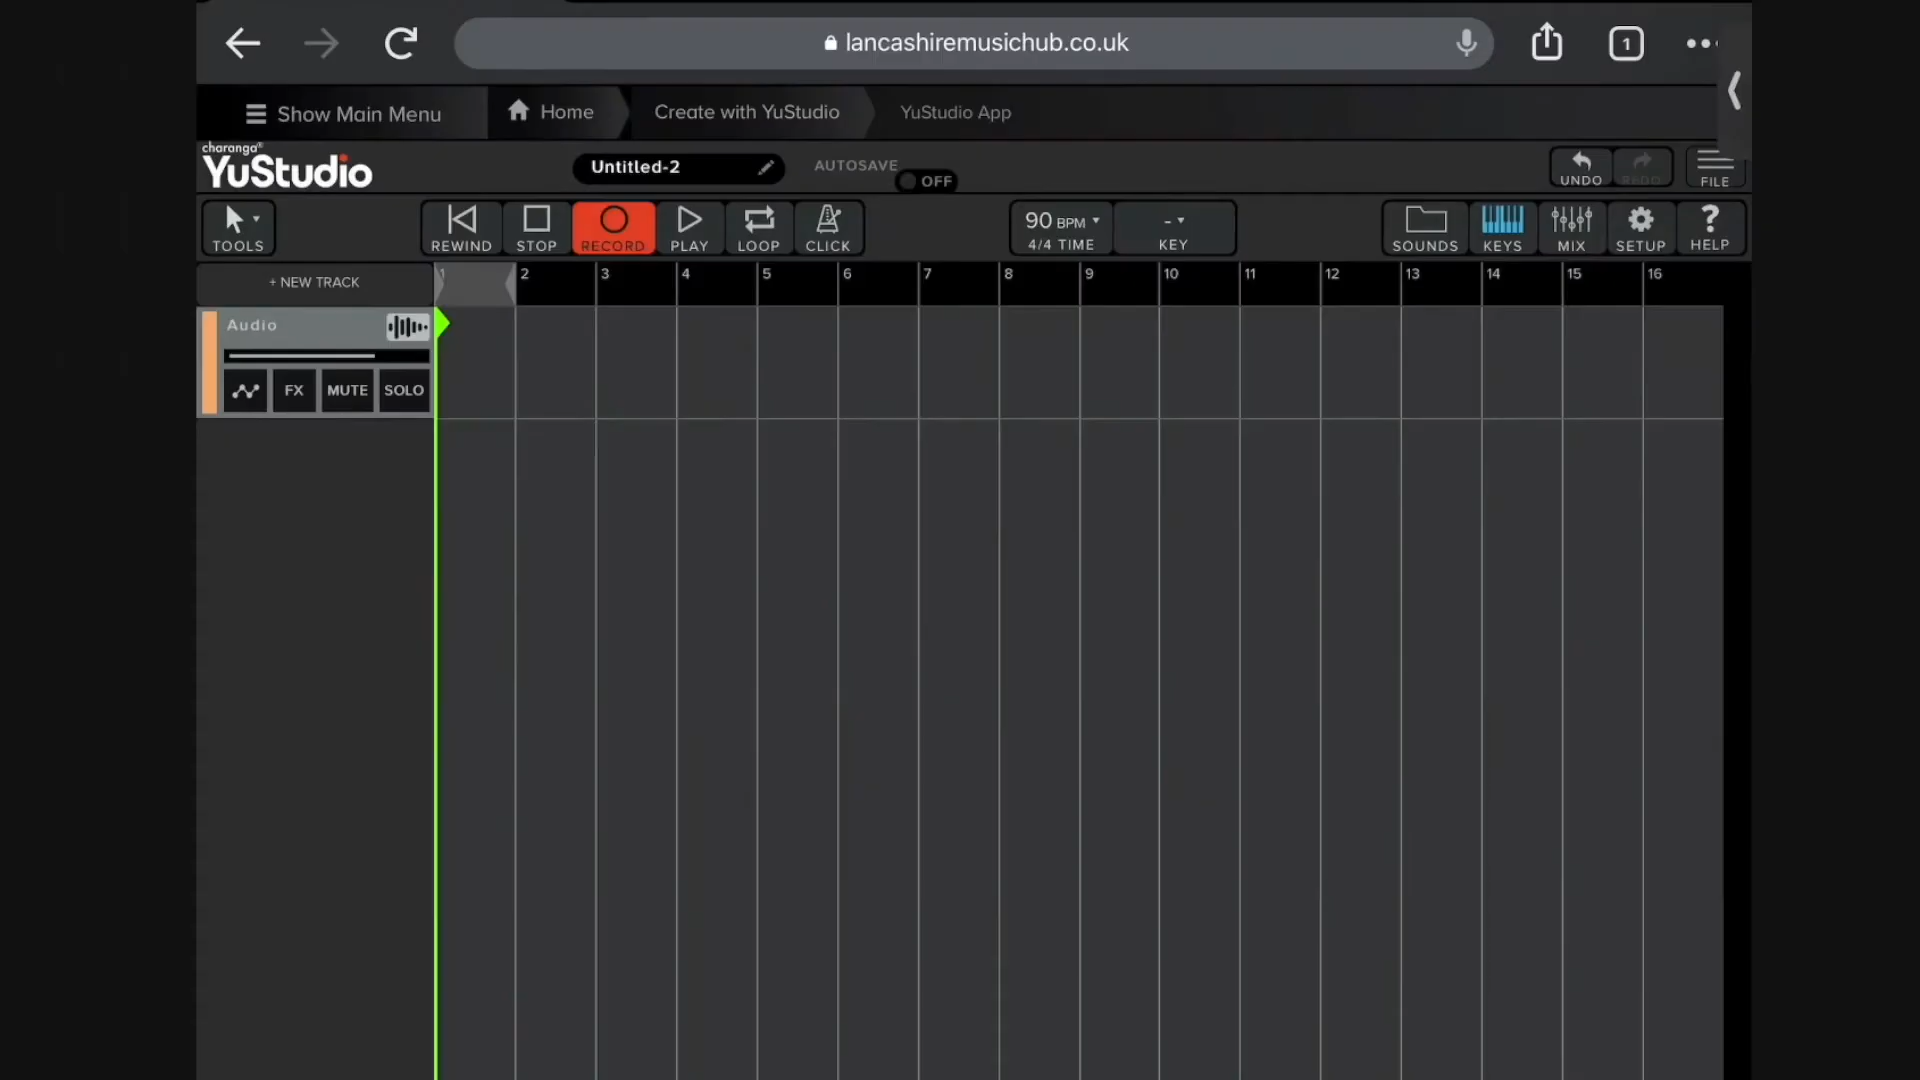 lancashiremusichub.co.uk
1
Show Main Menu
Home
Create with YuStudio
YuStudio App
charanga®
YuStudio
Untitled-2
AUTOSAVE
OFF
UNDO
REDO
FILE
TOOLS
REWIND
STOP
RECORD
PLAY
LOOP
CLICK
90 BPM
4/4 TIME
-
KEY
SOUNDS
KEYS
MIX
SETUP
?
HELP
+ NEW TRACK
1 2 3 4 5 6 7 8 9 10 11 12 13 14 15 16
Audio
FX
MUTE
SOLO